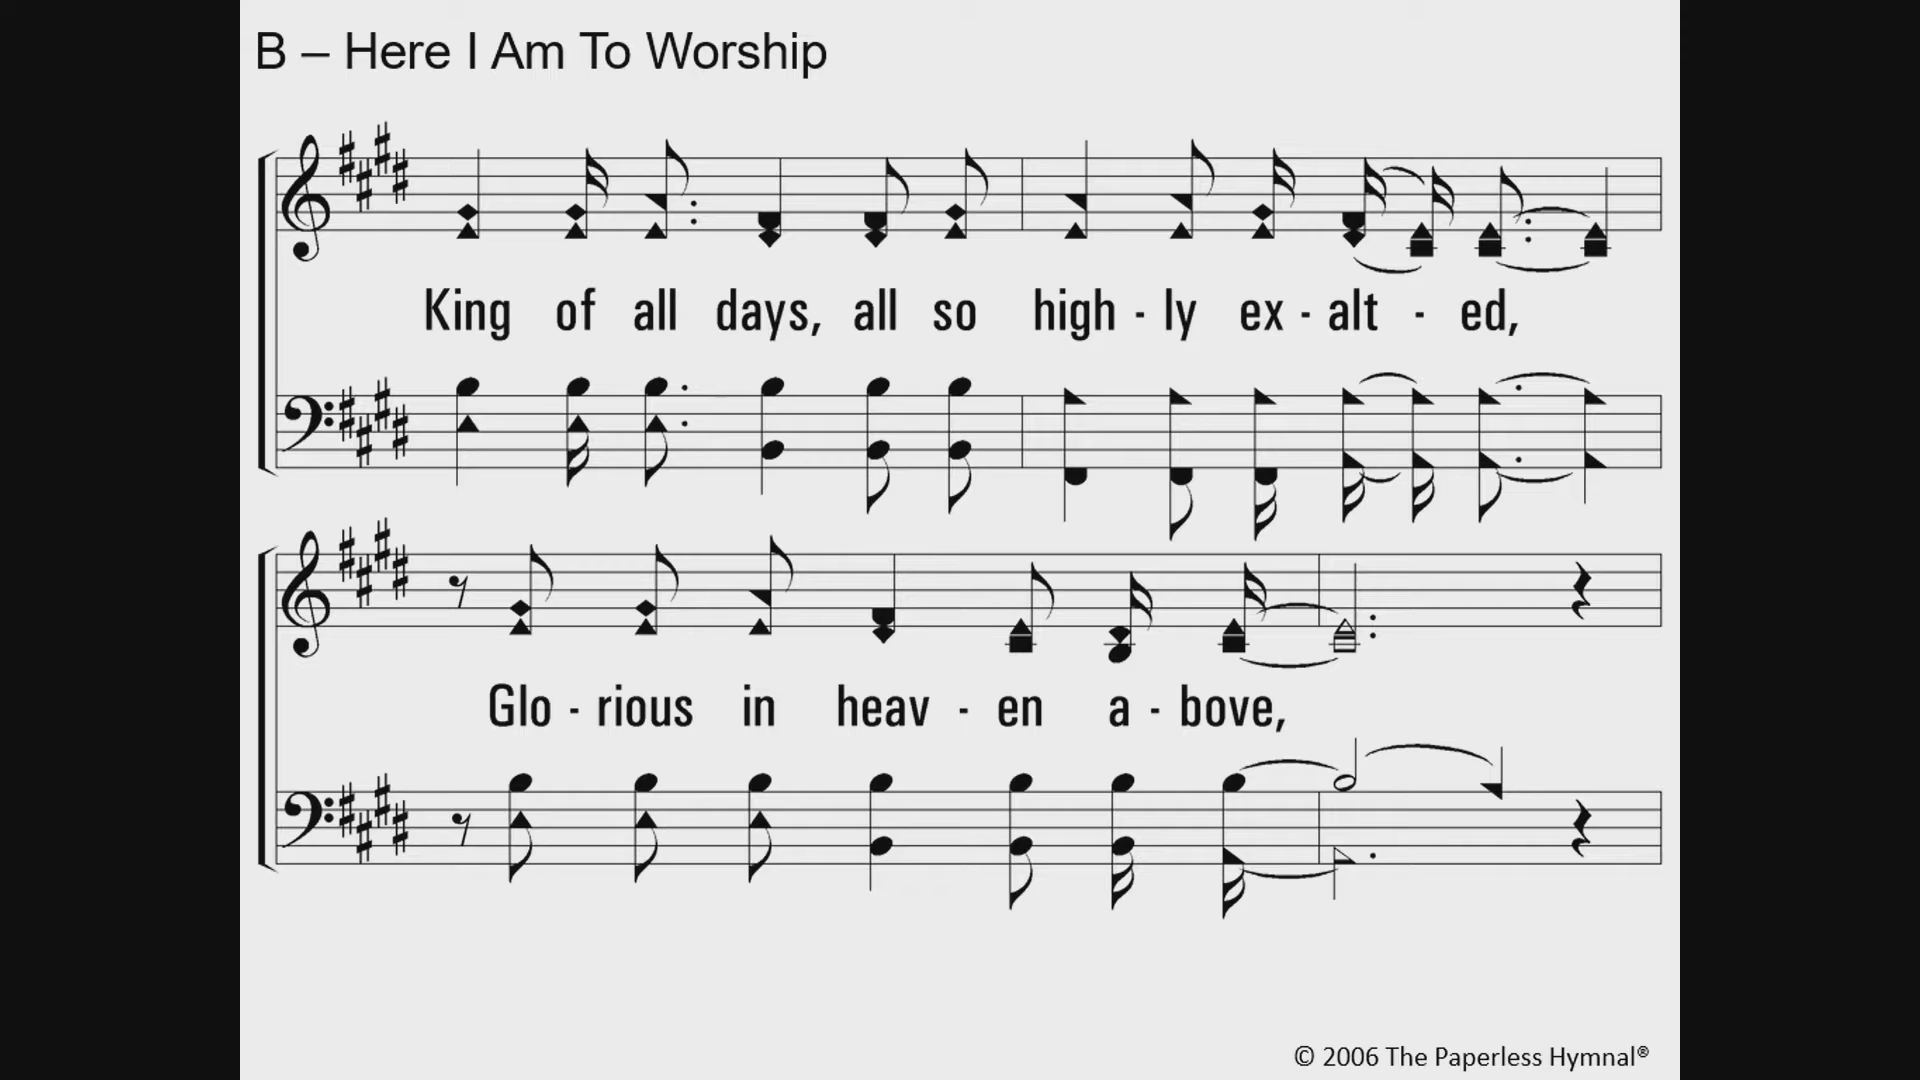 B – Here I Am To Worship
King of all days, all so high - ly ex - alt - ed,
Glo - rious in heav - en a - bove,
© 2006 The Paperless Hymnal®